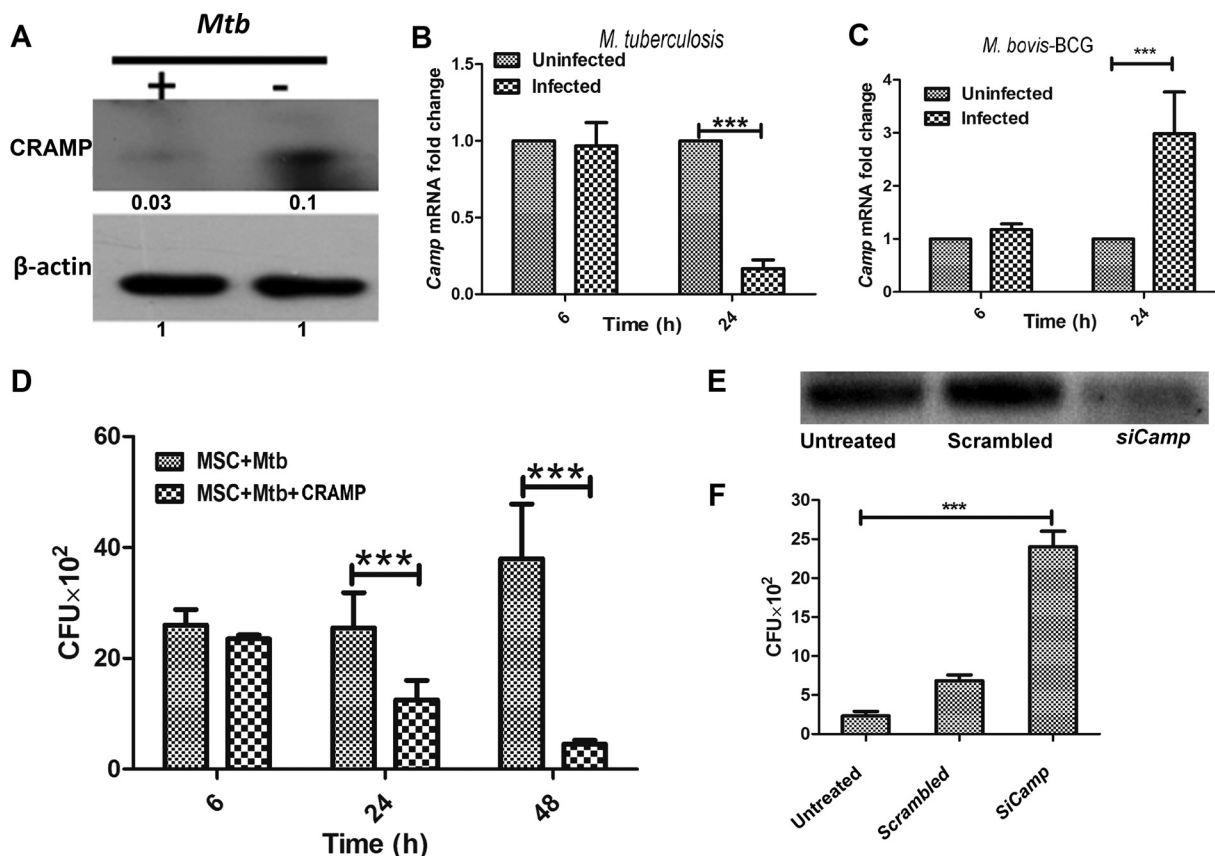 A
Mtb
+ -
CRAMP
0.03 0.1
β-actin
1 1
B
M. tuberculosis
Uninfected
Infected
***
Camp mRNA fold change
1.5
1.0
0.5
0.0
6 24
Time (h)
C
M. bovis-BCG
***
Uninfected
Infected
Camp mRNA fold change
4
3
2
1
0
6 24
Time (h)
D
MSC+Mtb
MSC+Mtb+CRAMP
***
***
CFU×10²
60
40
20
0
6 24 48
Time (h)
E
Untreated Scrambled siCamp
F
***
CFU×10²
30
25
20
15
10
5
0
Untreated Scrambled SiCamp